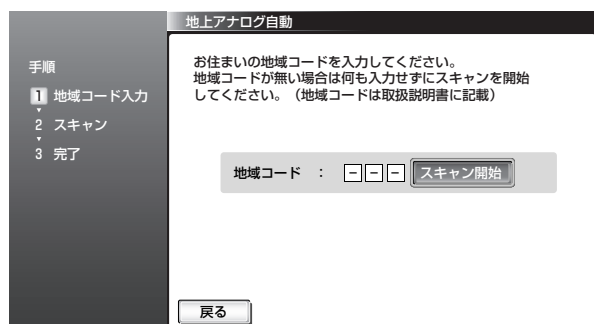 地上アナログ自動
手順
1 地域コード入力
2 スキャン
3 完了
お住まいの地域コードを入力してください。
地域コードが無い場合は何も入力せずにスキャンを開始
してください。（地域コードは取扱説明書に記載）
地域コード ： － － － スキャン開始
戻る